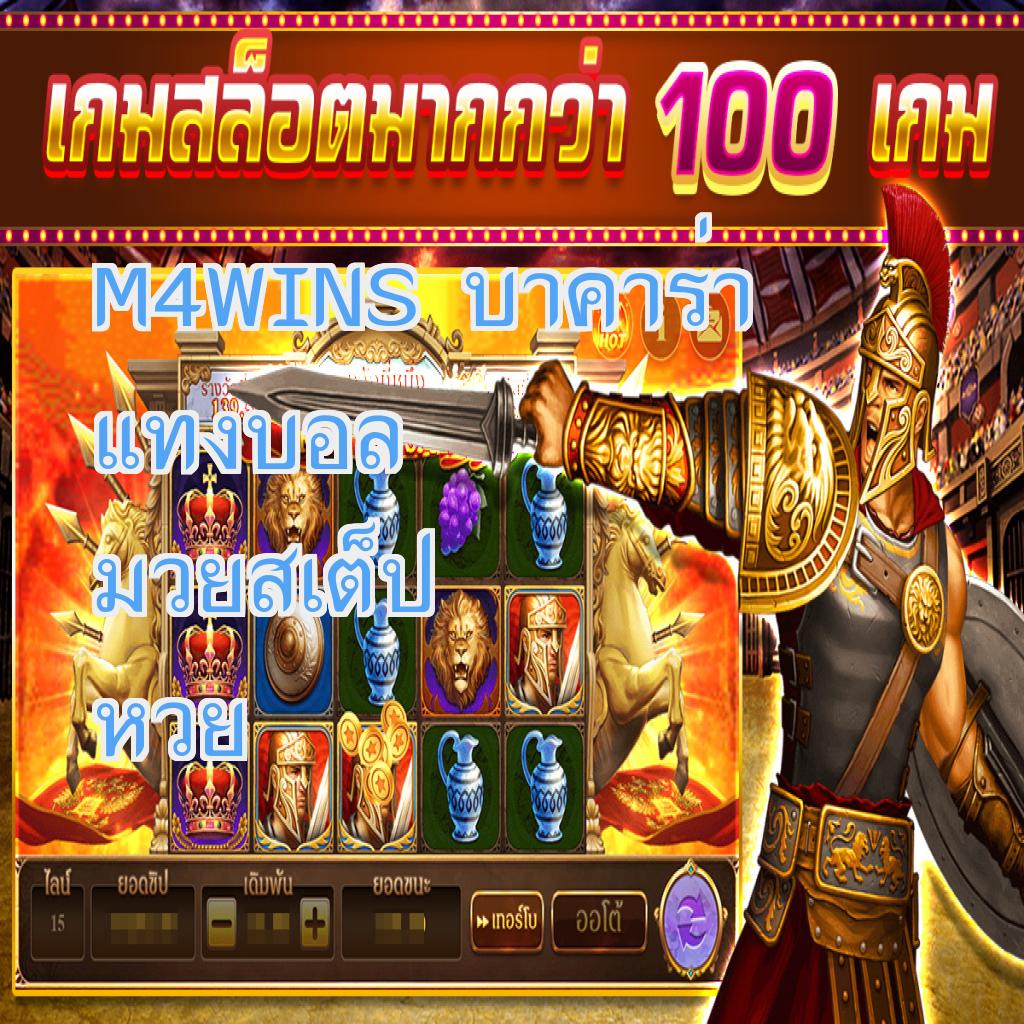 เกมสล็อตมากกว่า 100 เกม
M4WINS บาคาร่า
HOT
แทงบอล
มวยสเต็ป
หวย
ไลน์ ยอดชิป เดิมพัน ยอดชนะ
15 เทอร์โบ ออโต้